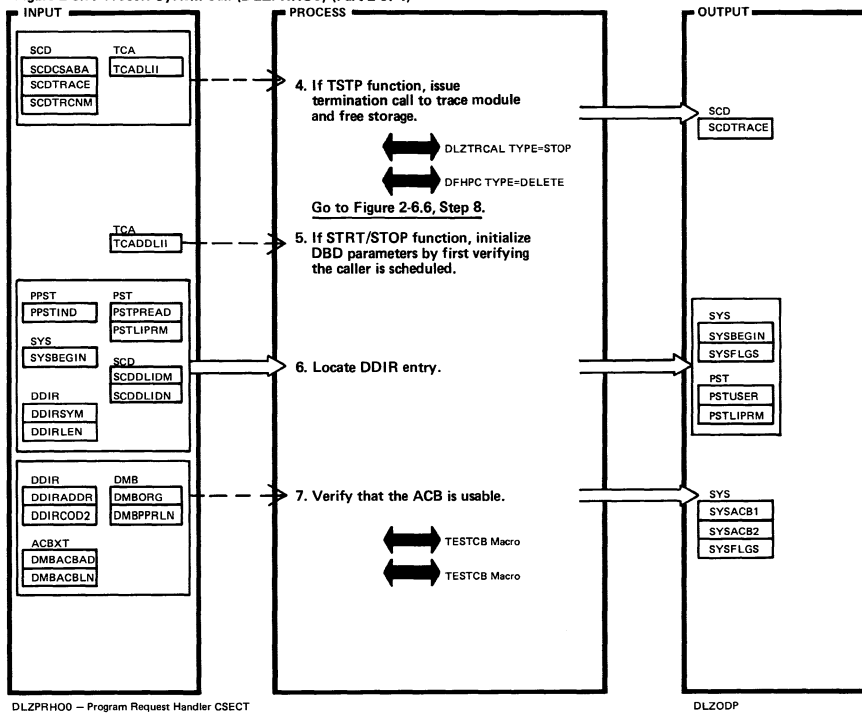 INPUT
PROCESS
OUTPUT
SCD
TCA
SCDCSABA
TCADLII
SCDTRACE
SCDTRCNM
4. If TSTP function, issue
termination call to trace module
and free storage.
SCD
SCDTRACE
DLZTRCAL TYPE=STOP
DFHPC TYPE=DELETE
Go to Figure 2-6.6, Step 8.
TCA
TCADDLII
5. If STRT/STOP function, initialize
DBD parameters by first verifying
the caller is scheduled.
PPST
PST
PPSTIND
PSTPREAD
PSTLIPRM
SYS
SYSBEGIN
SCD
SCDDLIDM
SCDDLIDN
DDIR
DDIRSYM
DDIRLEN
6. Locate DDIR entry.
SYS
SYSBEGIN
SYSFLGS
PST
PSTUSER
PSTLIPRM
DDIR
DMB
DDIRADDR
DMBORG
DDIRCOD2
DMBPPRLN
ACBXT
DMBACBAD
DMBACBLN
7. Verify that the ACB is usable.
TESTCB Macro
TESTCB Macro
SYS
SYSACB1
SYSACB2
SYSFLGS
DLZPRHO0 — Program Request Handler CSECT
DLZODP